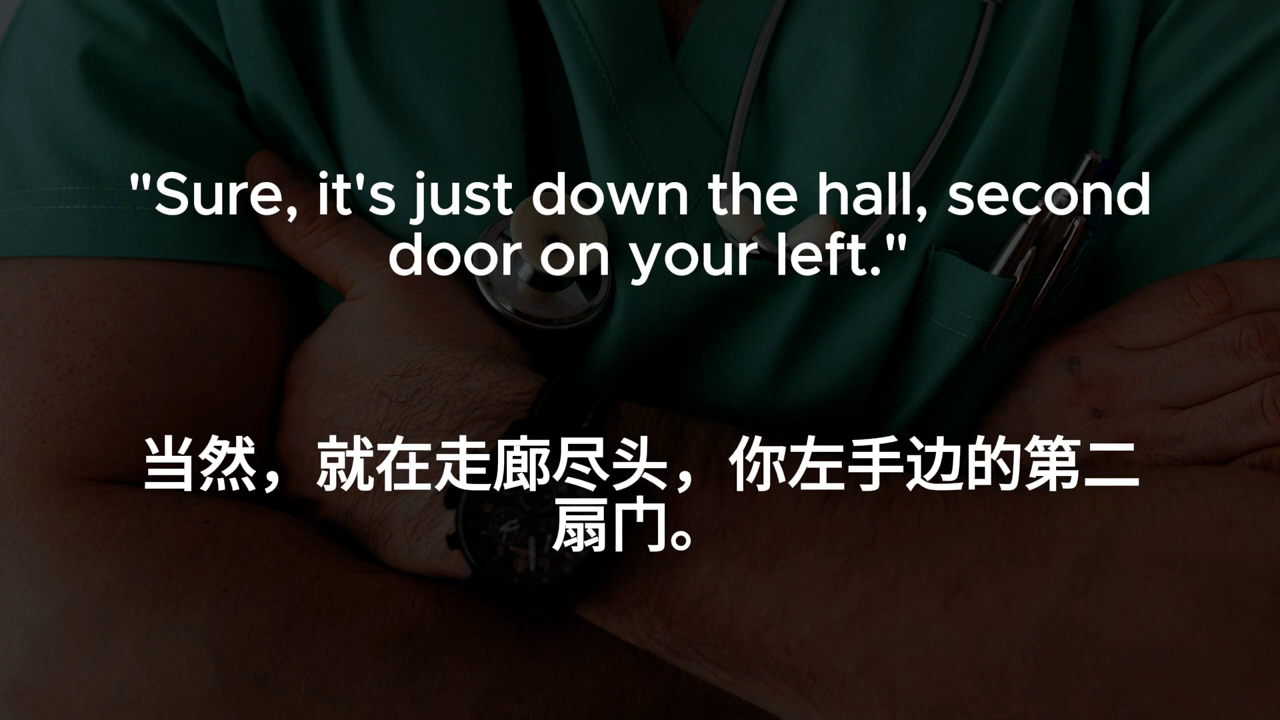 "Sure, it's just down the hall, second
door on your left."
当然，就在走廊尽头，你左手边的第二
扇门。